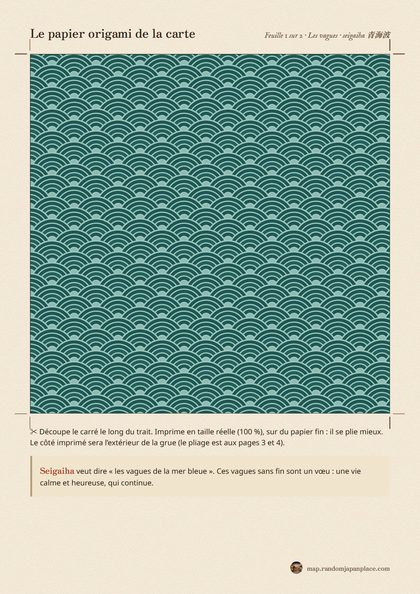 Le papier origami de la carte
Feuille 1 sur 2 · Les vagues · seigaiha 青海波
✂ Découpe le carré le long du trait. Imprime en taille réelle (100 %), sur du papier fin : il se plie mieux.
Le côté imprimé sera l'extérieur de la grue (le pliage est aux pages 3 et 4).
Seigaiha veut dire « les vagues de la mer bleue ». Ces vagues sans fin sont un vœu : une vie
calme et heureuse, qui continue.
map.randomjapanplace.com